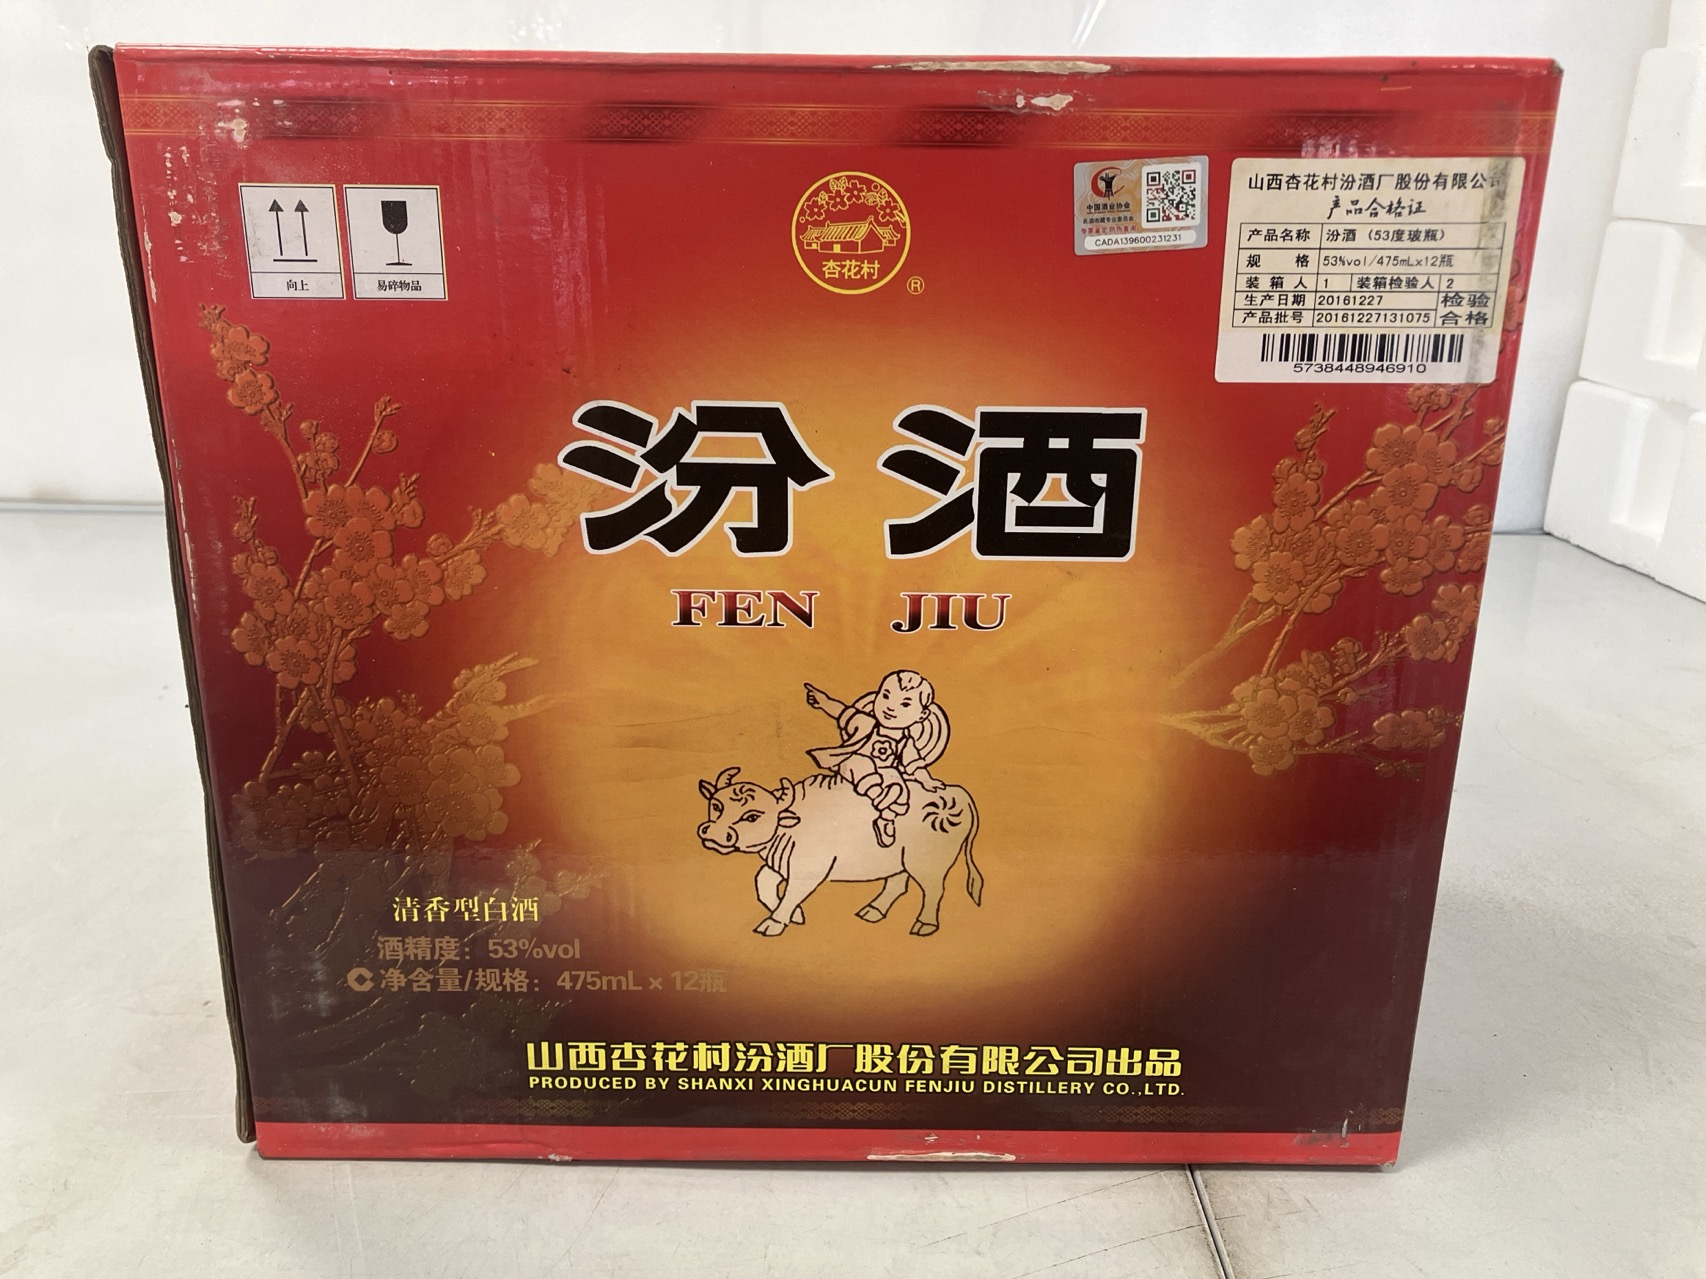 向上
易碎物品
杏花村
®
中国酒业协会
CADA139600231231
山西杏花村汾酒厂股份有限公司
产品合格证
产品名称 汾酒（53度玻瓶）
规 格 53%vol/475mL×12瓶
装箱人 1 装箱检验人 2
生产日期 20161227 检验
产品批号 20161227131075 合格
5738448946910
汾酒
FEN JIU
清香型白酒
酒精度：53%vol
净含量/规格：475mL×12瓶
山西杏花村汾酒厂股份有限公司出品
PRODUCED BY SHANXI XINGHUACUN FENJIU DISTILLERY CO.,LTD.